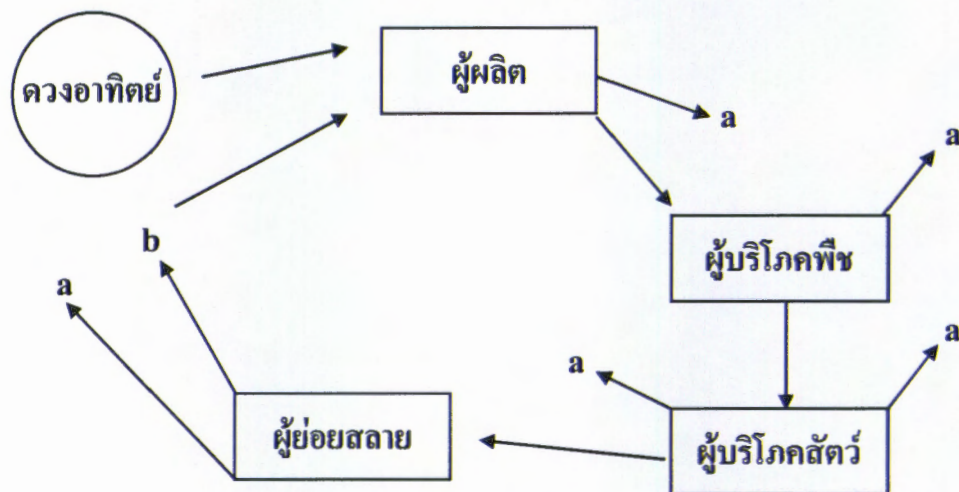 ดวงอาทิตย์
ผู้ผลิต
a
a
ผู้บริโภคพืช
b
a
a
a
ผู้ย่อยสลาย
ผู้บริโภคสัตว์